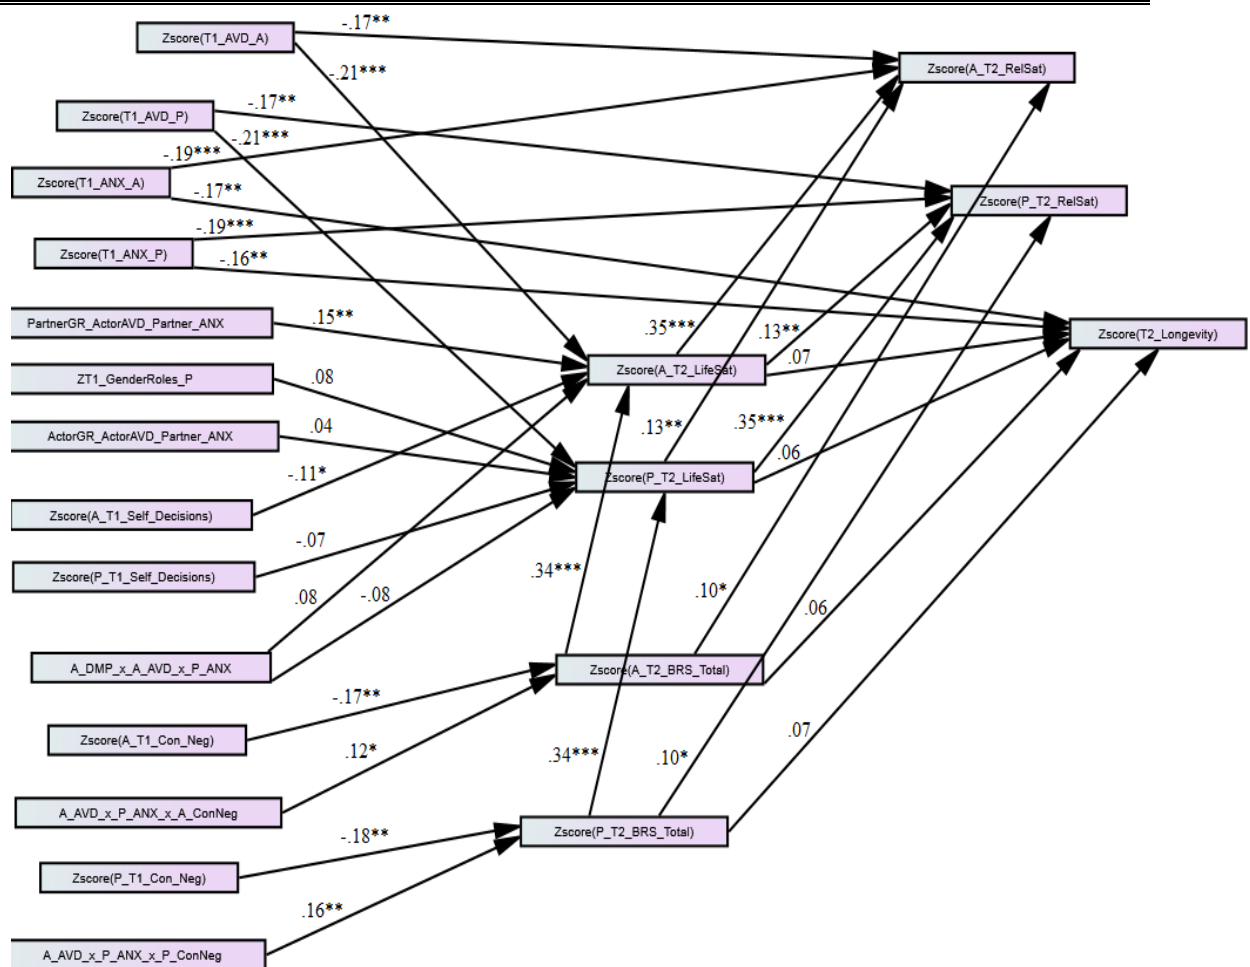 -.17**
Zscore(T1_AVD_A)
Zscore(A_T2_RelSat)
-.21***
-.17**
Zscore(T1_AVD_P)
-.21***
-.19***
Zscore(T1_ANX_A)
-.17**
Zscore(P_T2_RelSat)
-.19***
Zscore(T1_ANX_P)
-.16**
PartnerGR_ActorAVD_Partner_ANX
.15**
.35***
.13**
Zscore(T2_Longevity)
.07
Zscore(A_T2_LifeSat)
ZT1_GenderRoles_P
.08
.04
.13**
.35***
ActorGR_ActorAVD_Partner_ANX
.06
-.11*
Zscore(P_T2_LifeSat)
Zscore(A_T1_Self_Decisions)
-.07
Zscore(P_T1_Self_Decisions)
.34***
.08
-.08
.10*
.06
A_DMP_x_A_AVD_x_P_ANX
Zscore(A_T2_BRS_Total)
-.17**
Zscore(A_T1_Con_Neg)
.12*
.34***
.10*
.07
A_AVD_x_P_ANX_x_A_ConNeg
-.18**
Zscore(P_T2_BRS_Total)
Zscore(P_T1_Con_Neg)
.16**
A_AVD_x_P_ANX_x_P_ConNeg